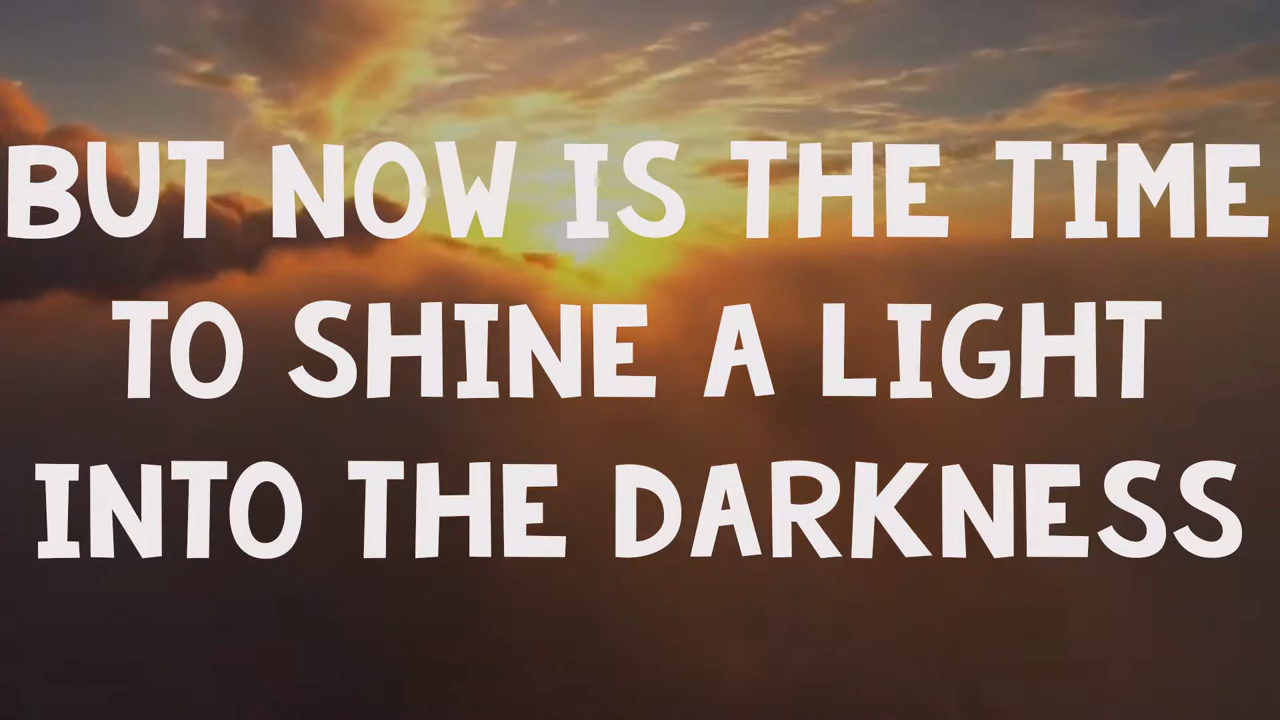 BUT NOW IS THE TIME
TO SHINE A LIGHT
INTO THE DARKNESS